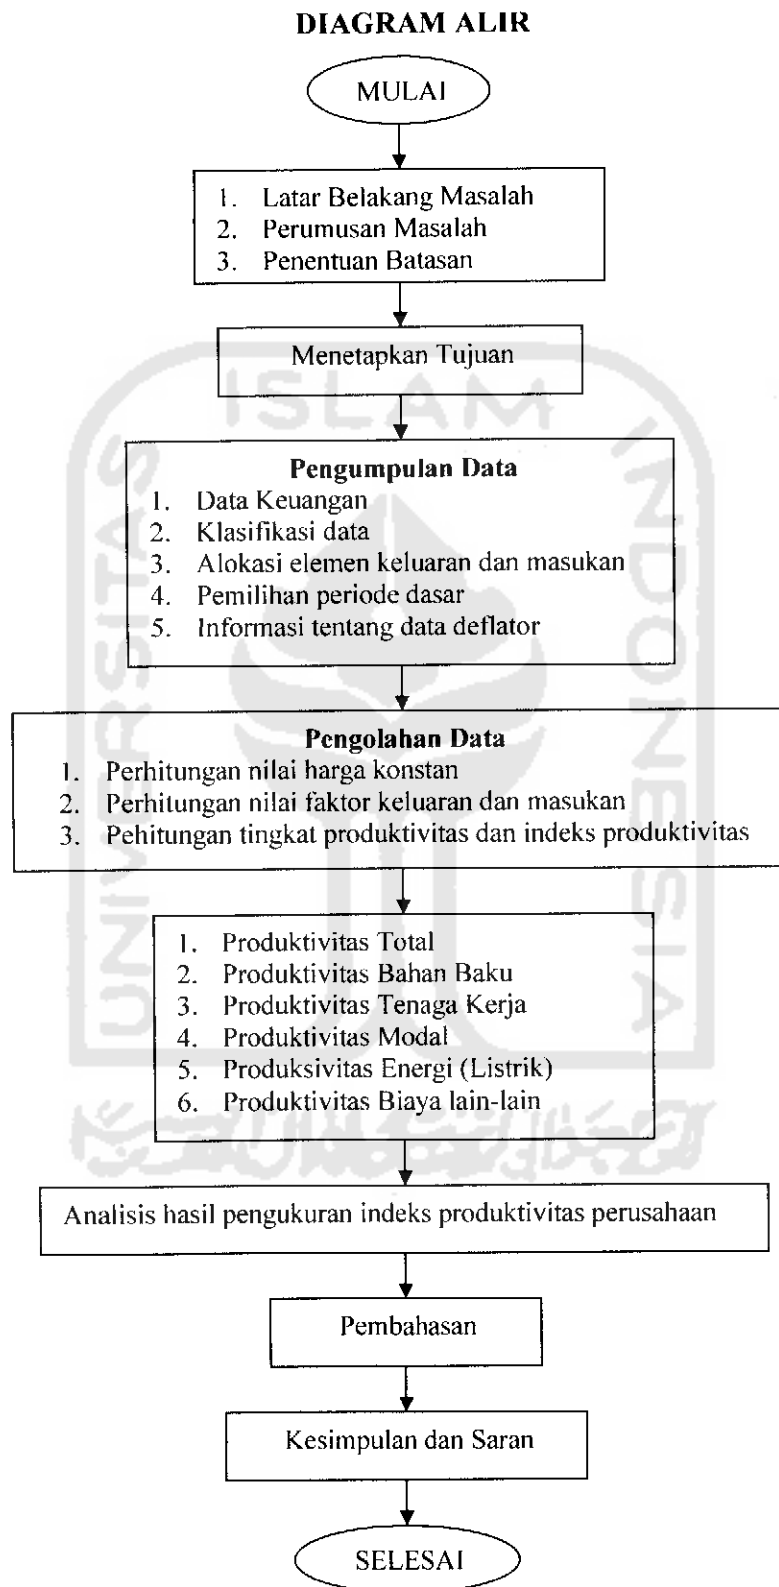 DIAGRAM ALIR
MULAI
1. Latar Belakang Masalah
2. Perumusan Masalah
3. Penentuan Batasan
Menetapkan Tujuan
Pengumpulan Data
1. Data Keuangan
2. Klasifikasi data
3. Alokasi elemen keluaran dan masukan
4. Pemilihan periode dasar
5. Informasi tentang data deflator
Pengolahan Data
1. Perhitungan nilai harga konstan
2. Perhitungan nilai faktor keluaran dan masukan
3. Pehitungan tingkat produktivitas dan indeks produktivitas
1. Produktivitas Total
2. Produktivitas Bahan Baku
3. Produktivitas Tenaga Kerja
4. Produktivitas Modal
5. Produksivitas Energi (Listrik)
6. Produktivitas Biaya lain-lain
Analisis hasil pengukuran indeks produktivitas perusahaan
Pembahasan
Kesimpulan dan Saran
SELESAI
UNIVERSITAS ISLAM INDONESIA